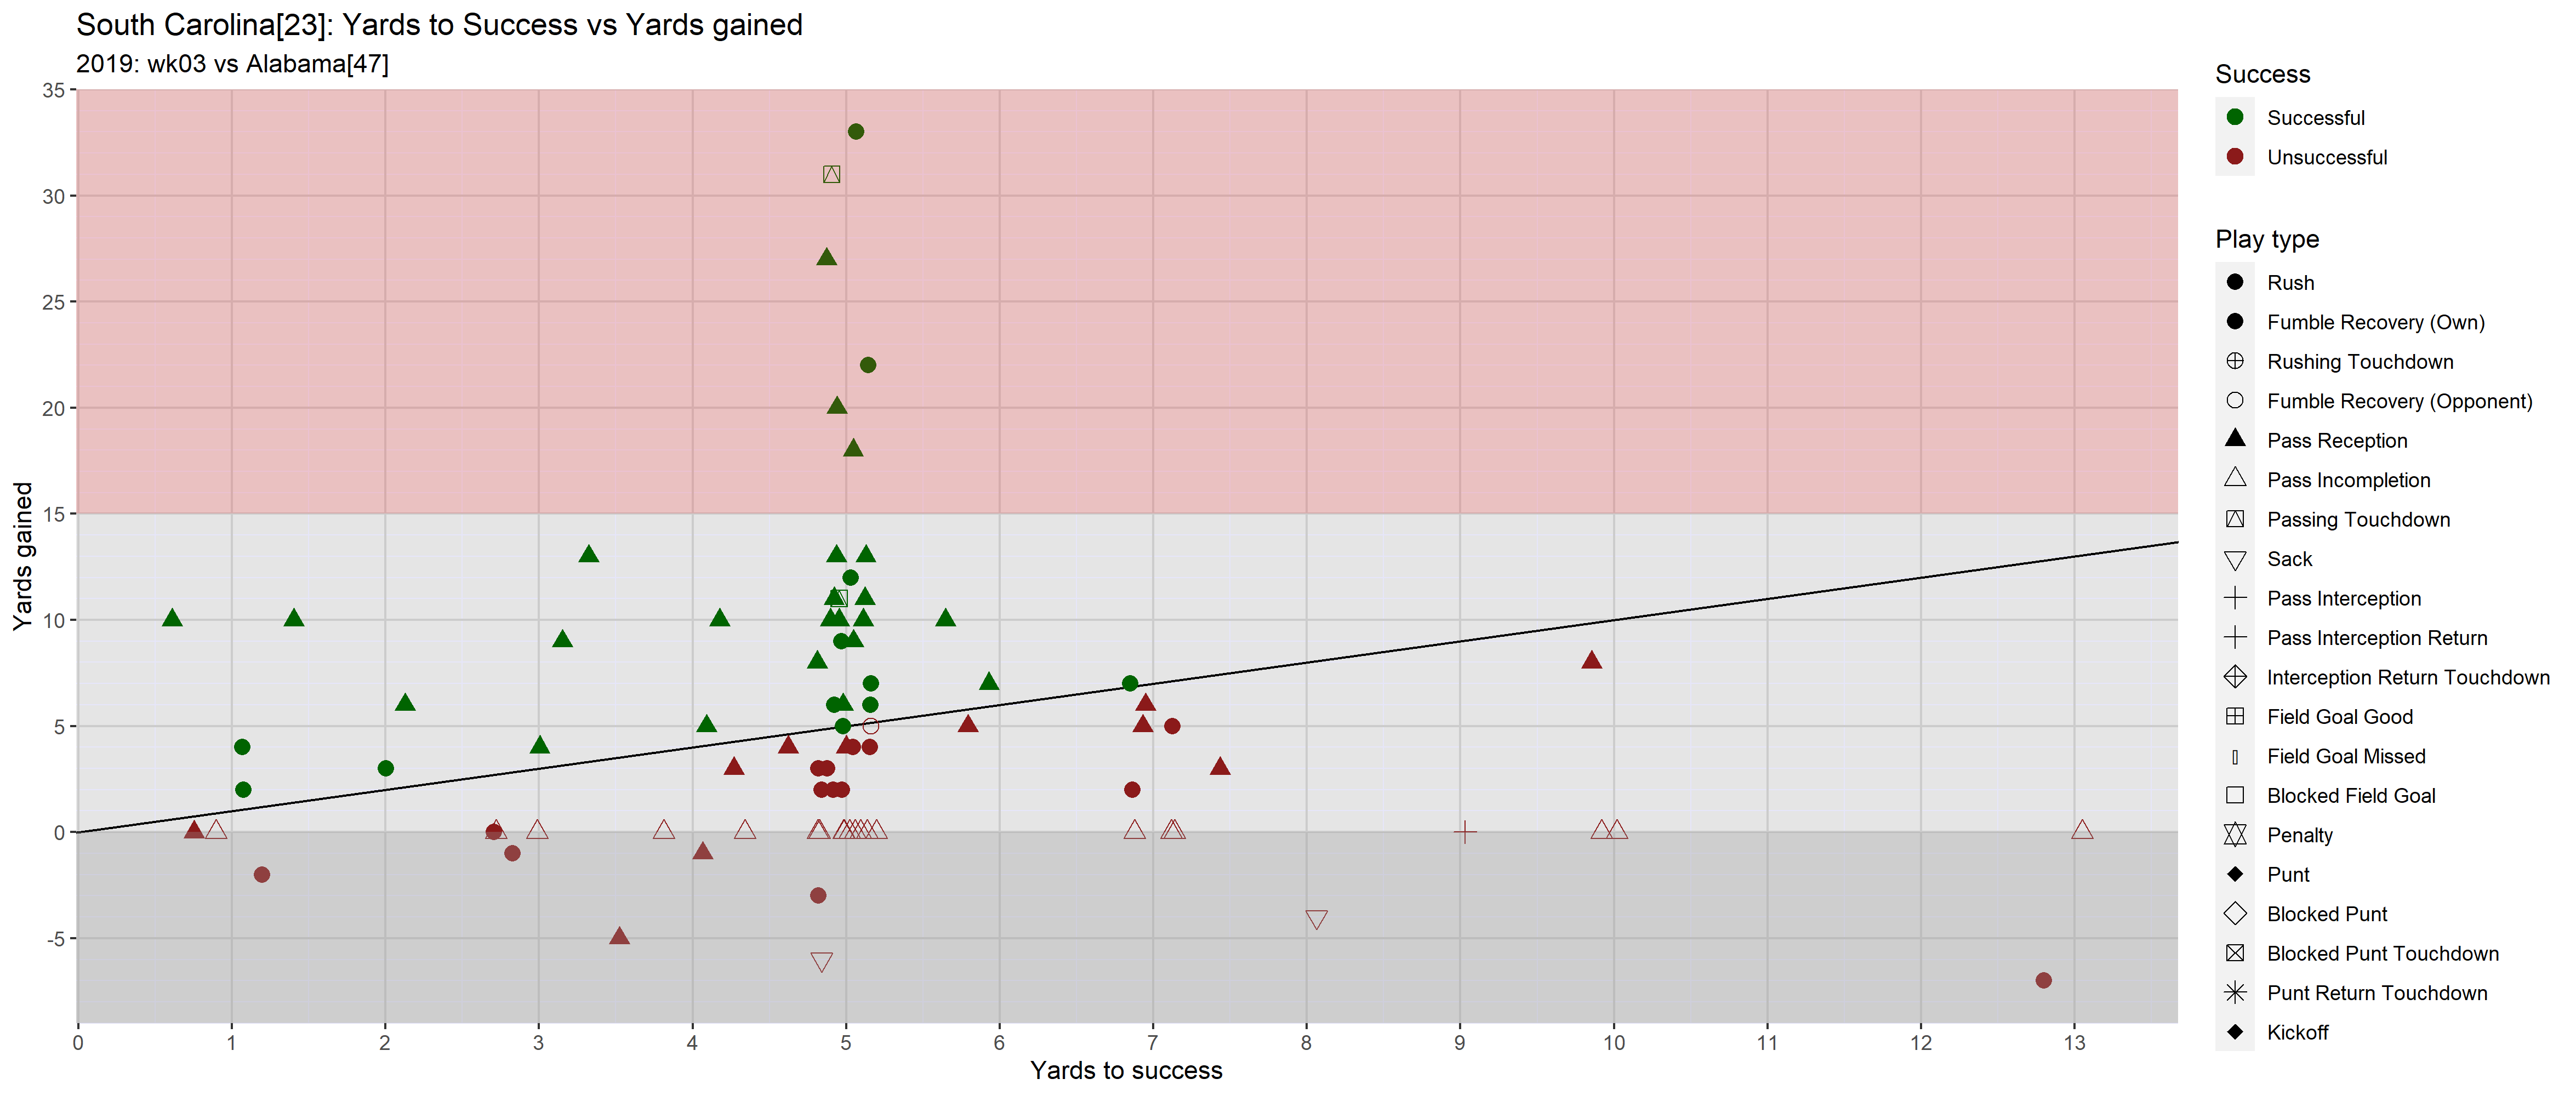 South Carolina[23]: Yards to Success vs Yards gained
2019: wk03 vs Alabama[47]
Yards gained
35
30
25
20
15
10
5
0
-5
0 1 2 3 4 5 6 7 8 9 10 11 12 13
Yards to success
Success
Successful
Unsuccessful
Play type
Rush
Fumble Recovery (Own)
Rushing Touchdown
Fumble Recovery (Opponent)
Pass Reception
Pass Incompletion
Passing Touchdown
Sack
Pass Interception
Pass Interception Return
Interception Return Touchdown
Field Goal Good
Field Goal Missed
Blocked Field Goal
Penalty
Punt
Blocked Punt
Blocked Punt Touchdown
Punt Return Touchdown
Kickoff